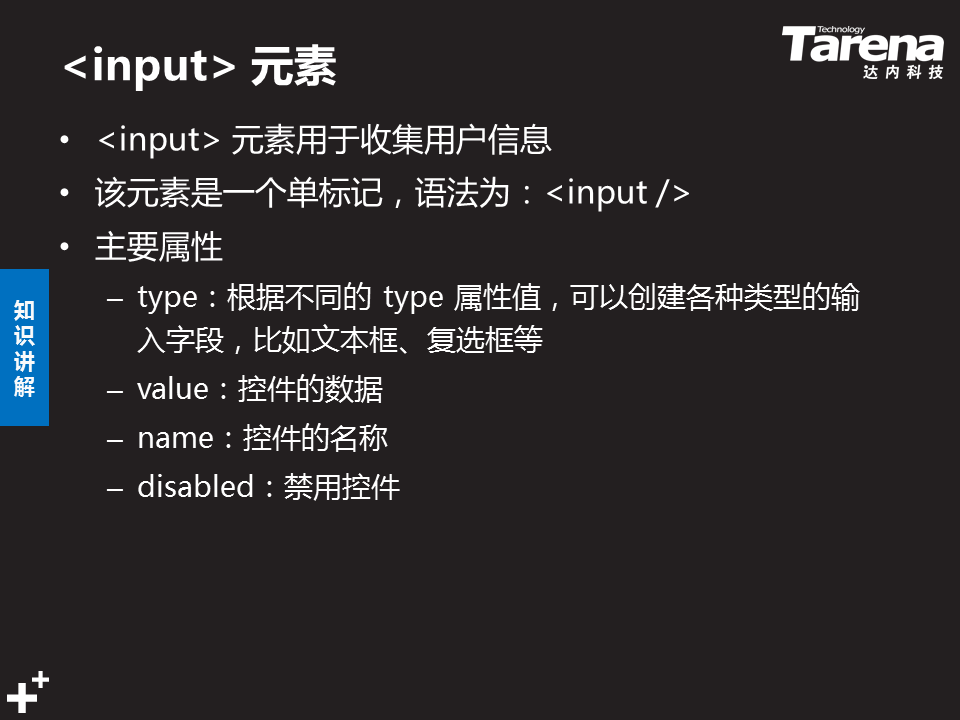 <input> 元素
Technology
Tarena
达内科技
• <input> 元素用于收集用户信息
• 该元素是一个单标记，语法为：<input />
• 主要属性
– type：根据不同的 type 属性值，可以创建各种类型的输
入字段，比如文本框、复选框等
– value：控件的数据
– name：控件的名称
– disabled：禁用控件
知
识
讲
解